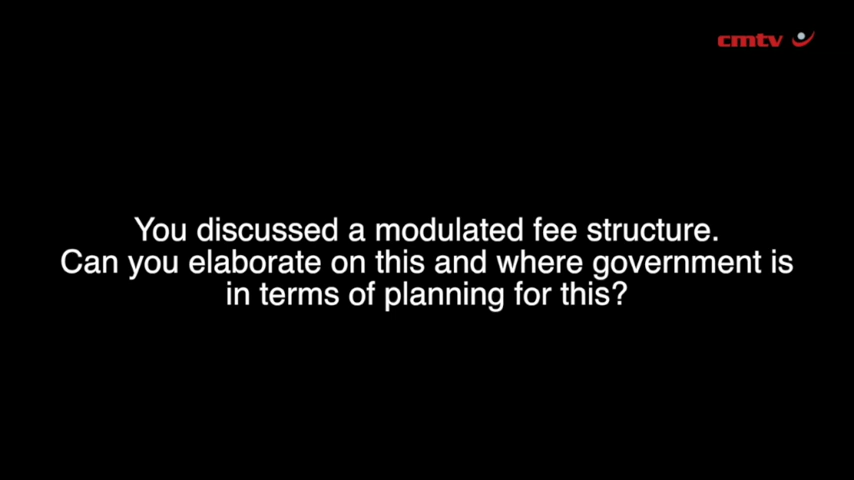 cmtv
You discussed a modulated fee structure.
Can you elaborate on this and where government is
in terms of planning for this?